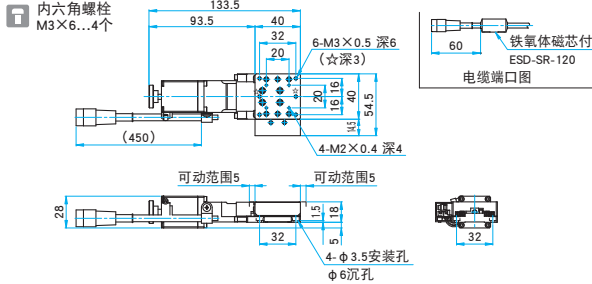 内六角螺栓
M3×6...4个
133.5
93.5
40
32
20
6-M3×0.5 深6
（☆深3）
☆
☆
20
16
16
40
54.5
14.5
4-M2×0.4 深4
（450）
60
铁氧体磁芯付
ESD-SR-120
电缆端口图
可动范围5
可动范围5
28
1.5
18
5
32
4-φ3.5安装孔
φ6沉孔
32